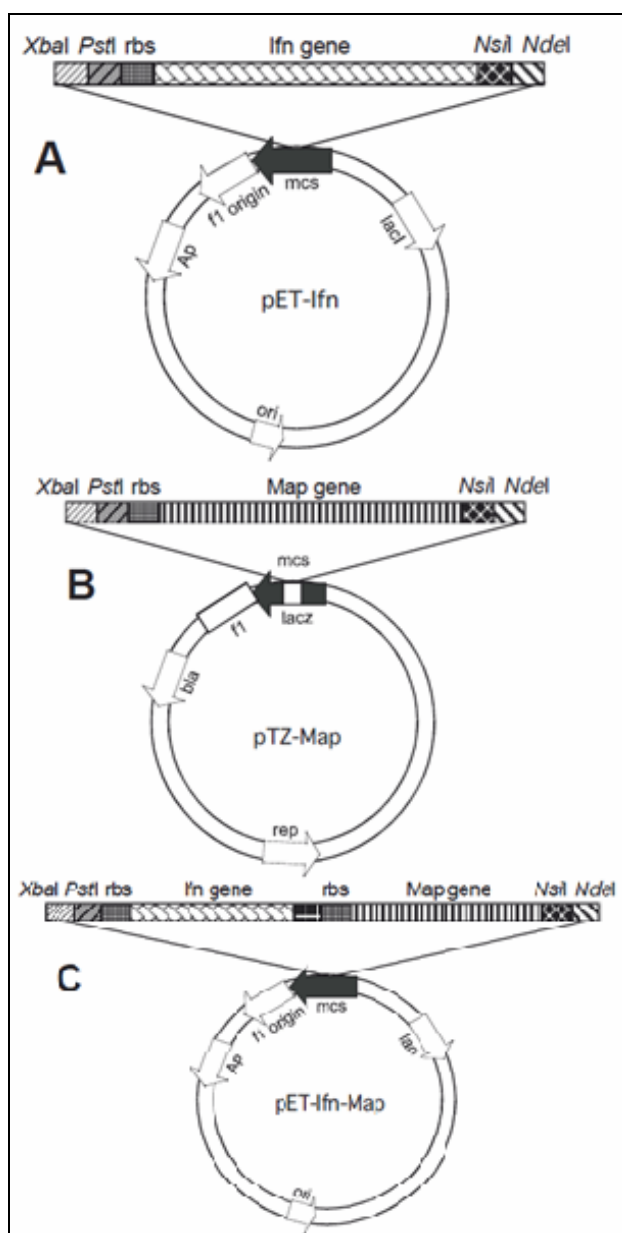 XbaI PstI rbs Ifn gene NsiI NdeI
A
mcs
f1 origin
lacI
Ap
pET-Ifn
ori
XbaI PstI rbs Map gene NsiI NdeI
mcs
B
lacz
f1
bla
pTZ-Map
rep
XbaI PstI rbs Ifn gene rbs Map gene NsiI NdeI
C
mcs
f1 origin
Ap
pET-Ifn-Map
ori